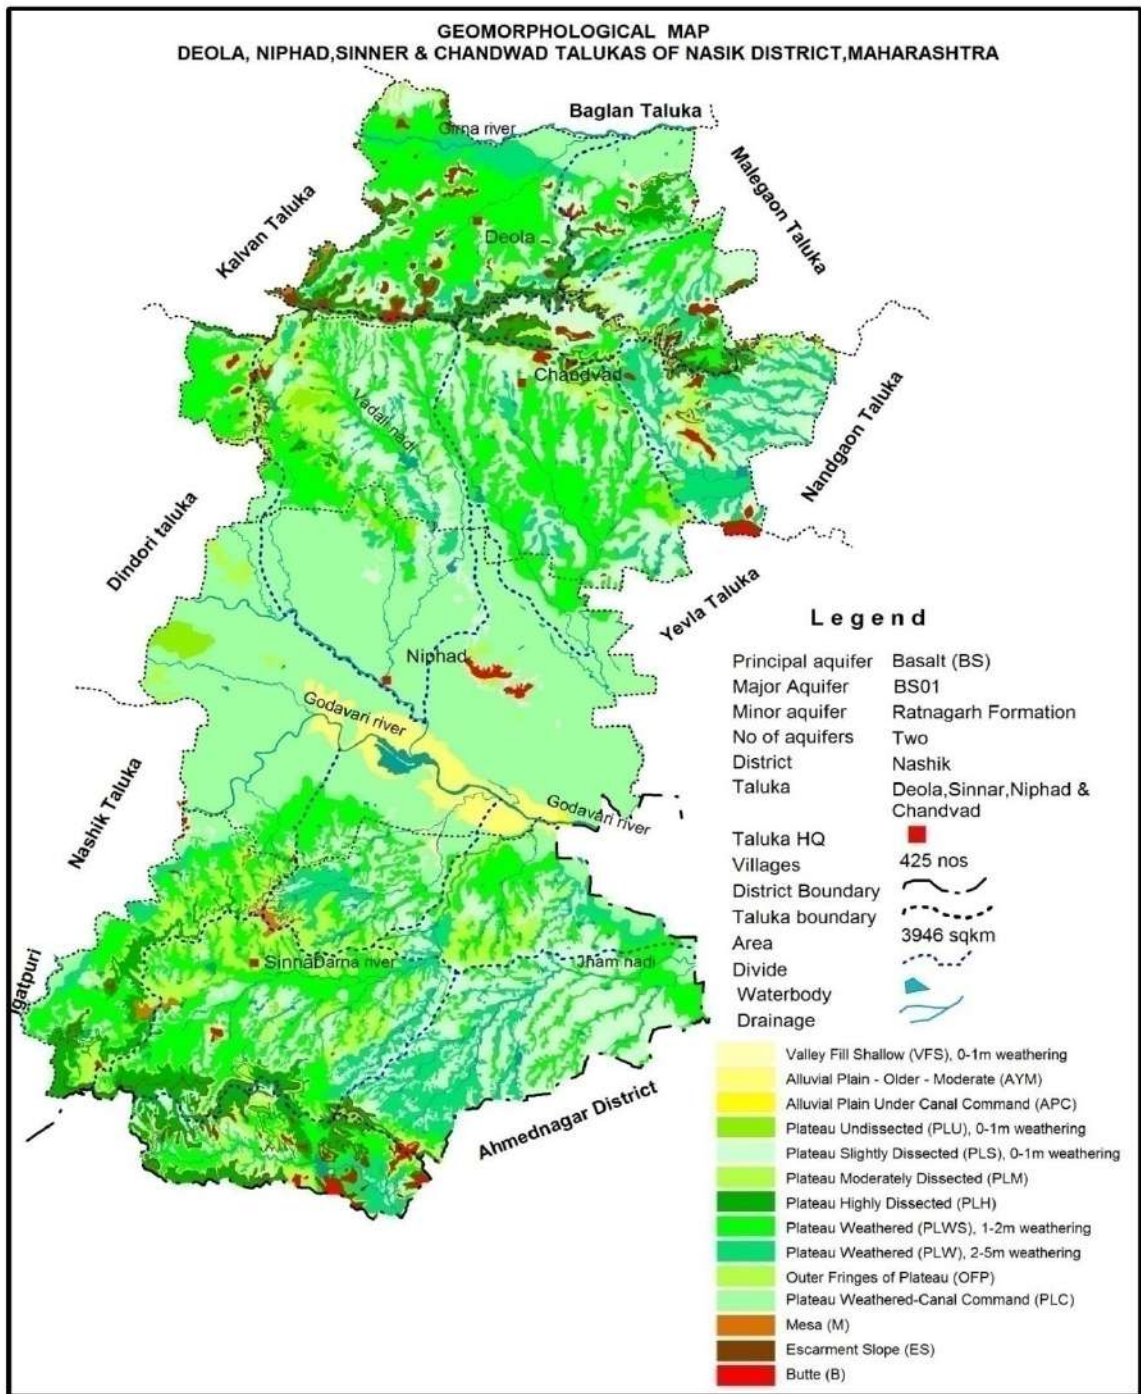 GEOMORPHOLOGICAL MAP
DEOLA, NIPHAD,SINNER & CHANDWAD TALUKAS OF NASIK DISTRICT,MAHARASHTRA
Baglan Taluka
Girna river
Malegaon Taluka
Kalvan Taluka
Deola
Chandvad
Vadali nadi
Nandgaon Taluka
Dindori taluka
Yevla Taluka
Niphad
Godavari river
Godavari river
Nashik Taluka
Igatpuri
Sinnar
Darna river
Jham nadi
Ahmednagar District
Legend
Principal aquifer Basalt (BS)
Major Aquifer BS01
Minor aquifer Ratnagarh Formation
No of aquifers Two
District Nashik
Taluka Deola,Sinnar,Niphad &
Chandvad
Taluka HQ
Villages 425 nos
District Boundary
Taluka boundary
Area 3946 sqkm
Divide
Waterbody
Drainage
Valley Fill Shallow (VFS), 0-1m weathering
Alluvial Plain - Older - Moderate (AYM)
Alluvial Plain Under Canal Command (APC)
Plateau Undissected (PLU), 0-1m weathering
Plateau Slightly Dissected (PLS), 0-1m weathering
Plateau Moderately Dissected (PLM)
Plateau Highly Dissected (PLH)
Plateau Weathered (PLWS), 1-2m weathering
Plateau Weathered (PLW), 2-5m weathering
Outer Fringes of Plateau (OFP)
Plateau Weathered-Canal Command (PLC)
Mesa (M)
Escarment Slope (ES)
Butte (B)